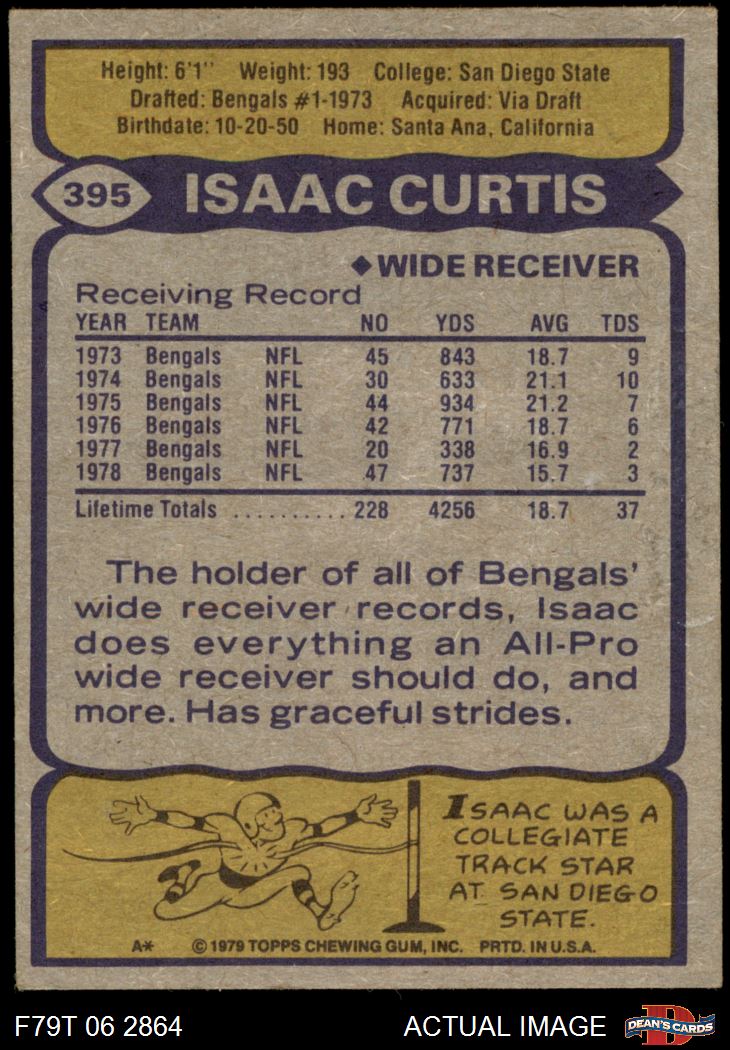 Height: 6'1" Weight: 193 College: San Diego State
Drafted: Bengals #1-1973 Acquired: Via Draft
Birthdate: 10-20-50 Home: Santa Ana, California
395 ISAAC CURTIS
◆WIDE RECEIVER
Receiving Record
YEAR TEAM NO YDS AVG TDS
1973 Bengals NFL 45 843 18.7 9
1974 Bengals NFL 30 633 21.1 10
1975 Bengals NFL 44 934 21.2 7
1976 Bengals NFL 42 771 18.7 6
1977 Bengals NFL 20 338 16.9 2
1978 Bengals NFL 47 737 15.7 3
Lifetime Totals .......... 228 4256 18.7 37
The holder of all of Bengals'
wide receiver records, Isaac
does everything an All-Pro
wide receiver should do, and
more. Has graceful strides.
ISAAC WAS A
COLLEGIATE
TRACK STAR
AT SAN DIEGO
STATE.
A* © 1979 TOPPS CHEWING GUM, INC. PRTD. IN U.S.A.
F79T 06 2864 ACTUAL IMAGE D DEAN'S CARDS